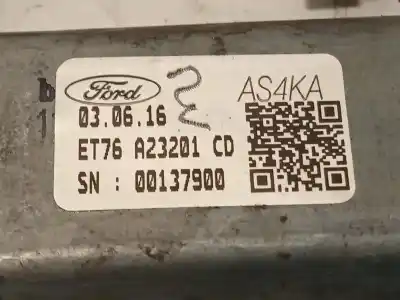 Ford
AS4KA
03.06.16
ET76 A23201 CD
SN : 00137900